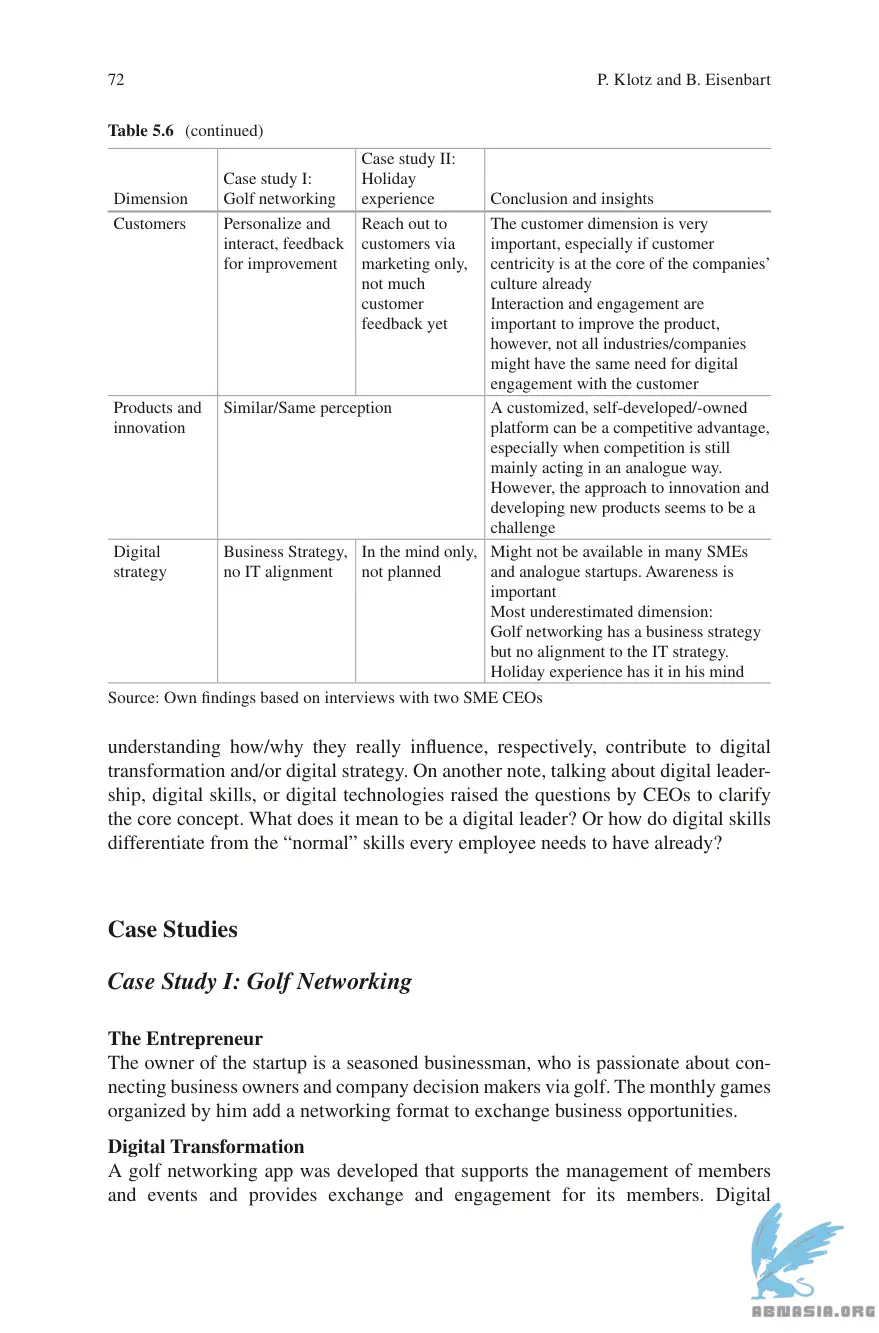 72
P. Klotz and B. Eisenbart
Table 5.6 (continued)
Dimension
Case study I:
Golf networking
Case study II:
Holiday
experience
Conclusion and insights
Customers
Personalize and
interact, feedback
for improvement
Reach out to
customers via
marketing only,
not much
customer
feedback yet
The customer dimension is very
important, especially if customer
centricity is at the core of the companies’
culture already
Interaction and engagement are
important to improve the product,
however, not all industries/companies
might have the same need for digital
engagement with the customer
Products and
innovation
Similar/Same perception
A customized, self-developed/-owned
platform can be a competitive advantage,
especially when competition is still
mainly acting in an analogue way.
However, the approach to innovation and
developing new products seems to be a
challenge
Digital
strategy
Business Strategy,
no IT alignment
In the mind only,
not planned
Might not be available in many SMEs
and analogue startups. Awareness is
important
Most underestimated dimension:
Golf networking has a business strategy
but no alignment to the IT strategy.
Holiday experience has it in his mind
Source: Own findings based on interviews with two SME CEOs
understanding how/why they really influence, respectively, contribute to digital
transformation and/or digital strategy. On another note, talking about digital leader-
ship, digital skills, or digital technologies raised the questions by CEOs to clarify
the core concept. What does it mean to be a digital leader? Or how do digital skills
differentiate from the “normal” skills every employee needs to have already?
Case Studies
Case Study I: Golf Networking
The Entrepreneur
The owner of the startup is a seasoned businessman, who is passionate about con-
necting business owners and company decision makers via golf. The monthly games
organized by him add a networking format to exchange business opportunities.
Digital Transformation
A golf networking app was developed that supports the management of members
and events and provides exchange and engagement for its members. Digital
ABNASIA.ORG